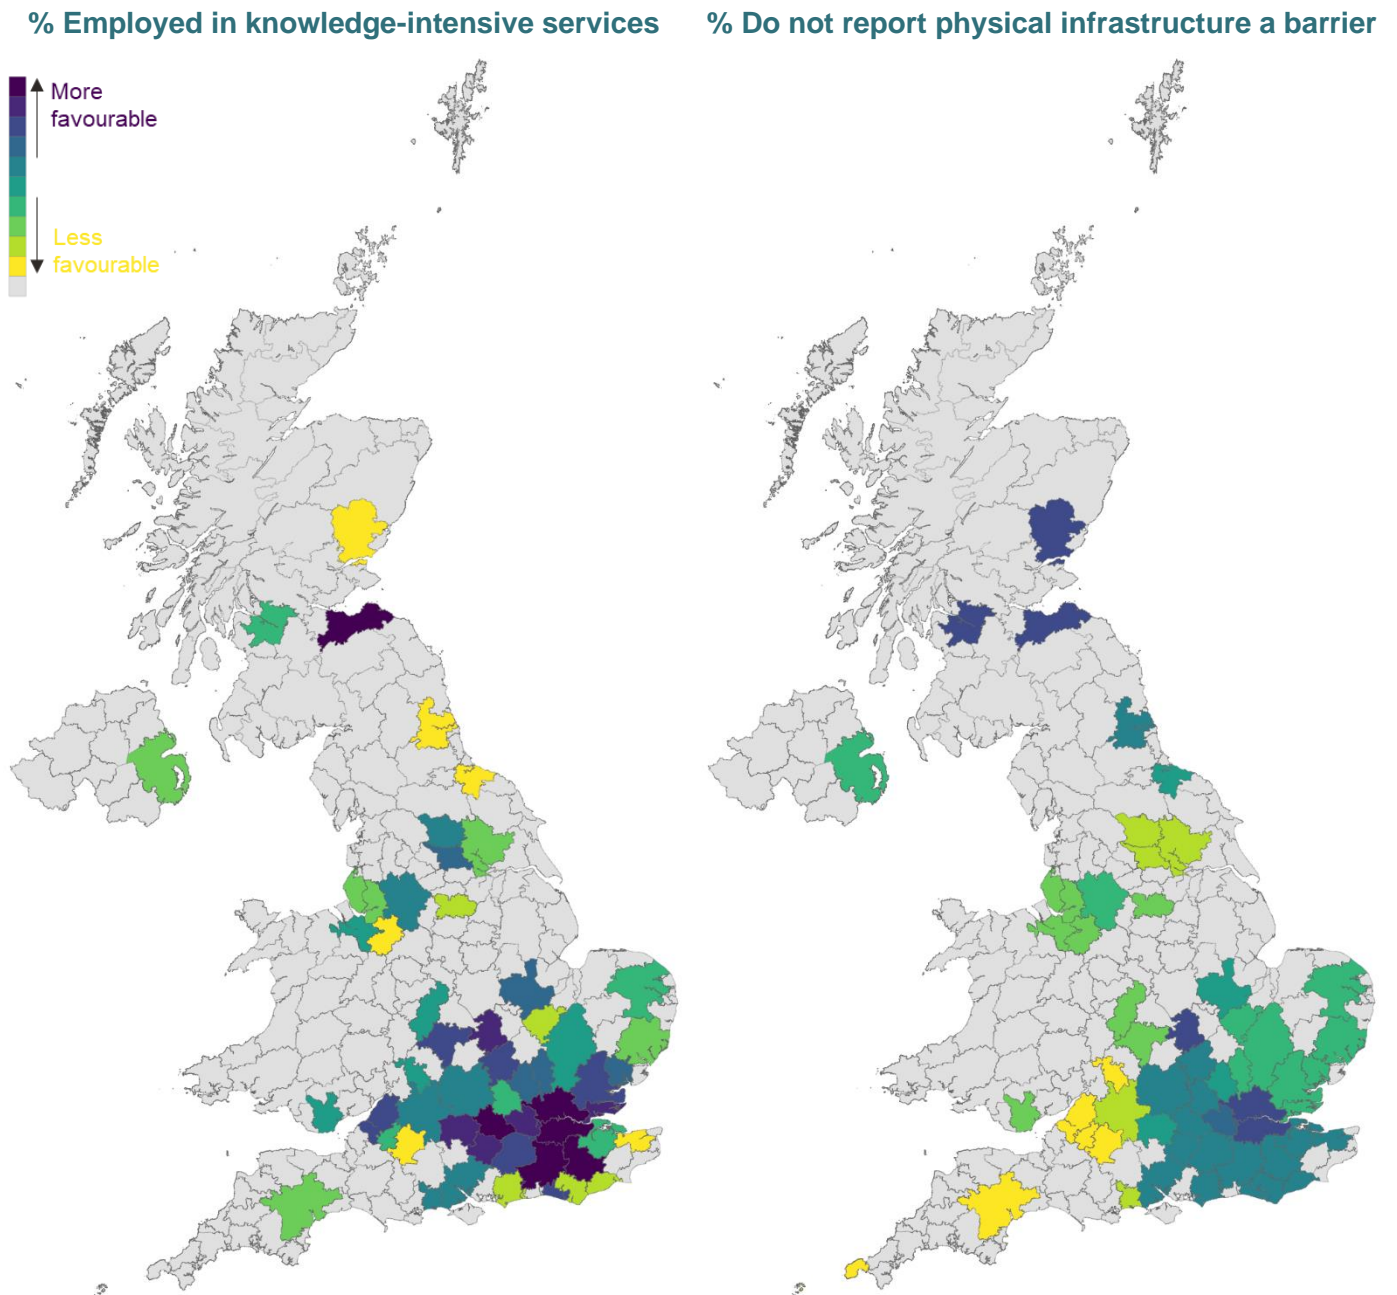 % Employed in knowledge-intensive services
% Do not report physical infrastructure a barrier
More
favourable
Less
favourable